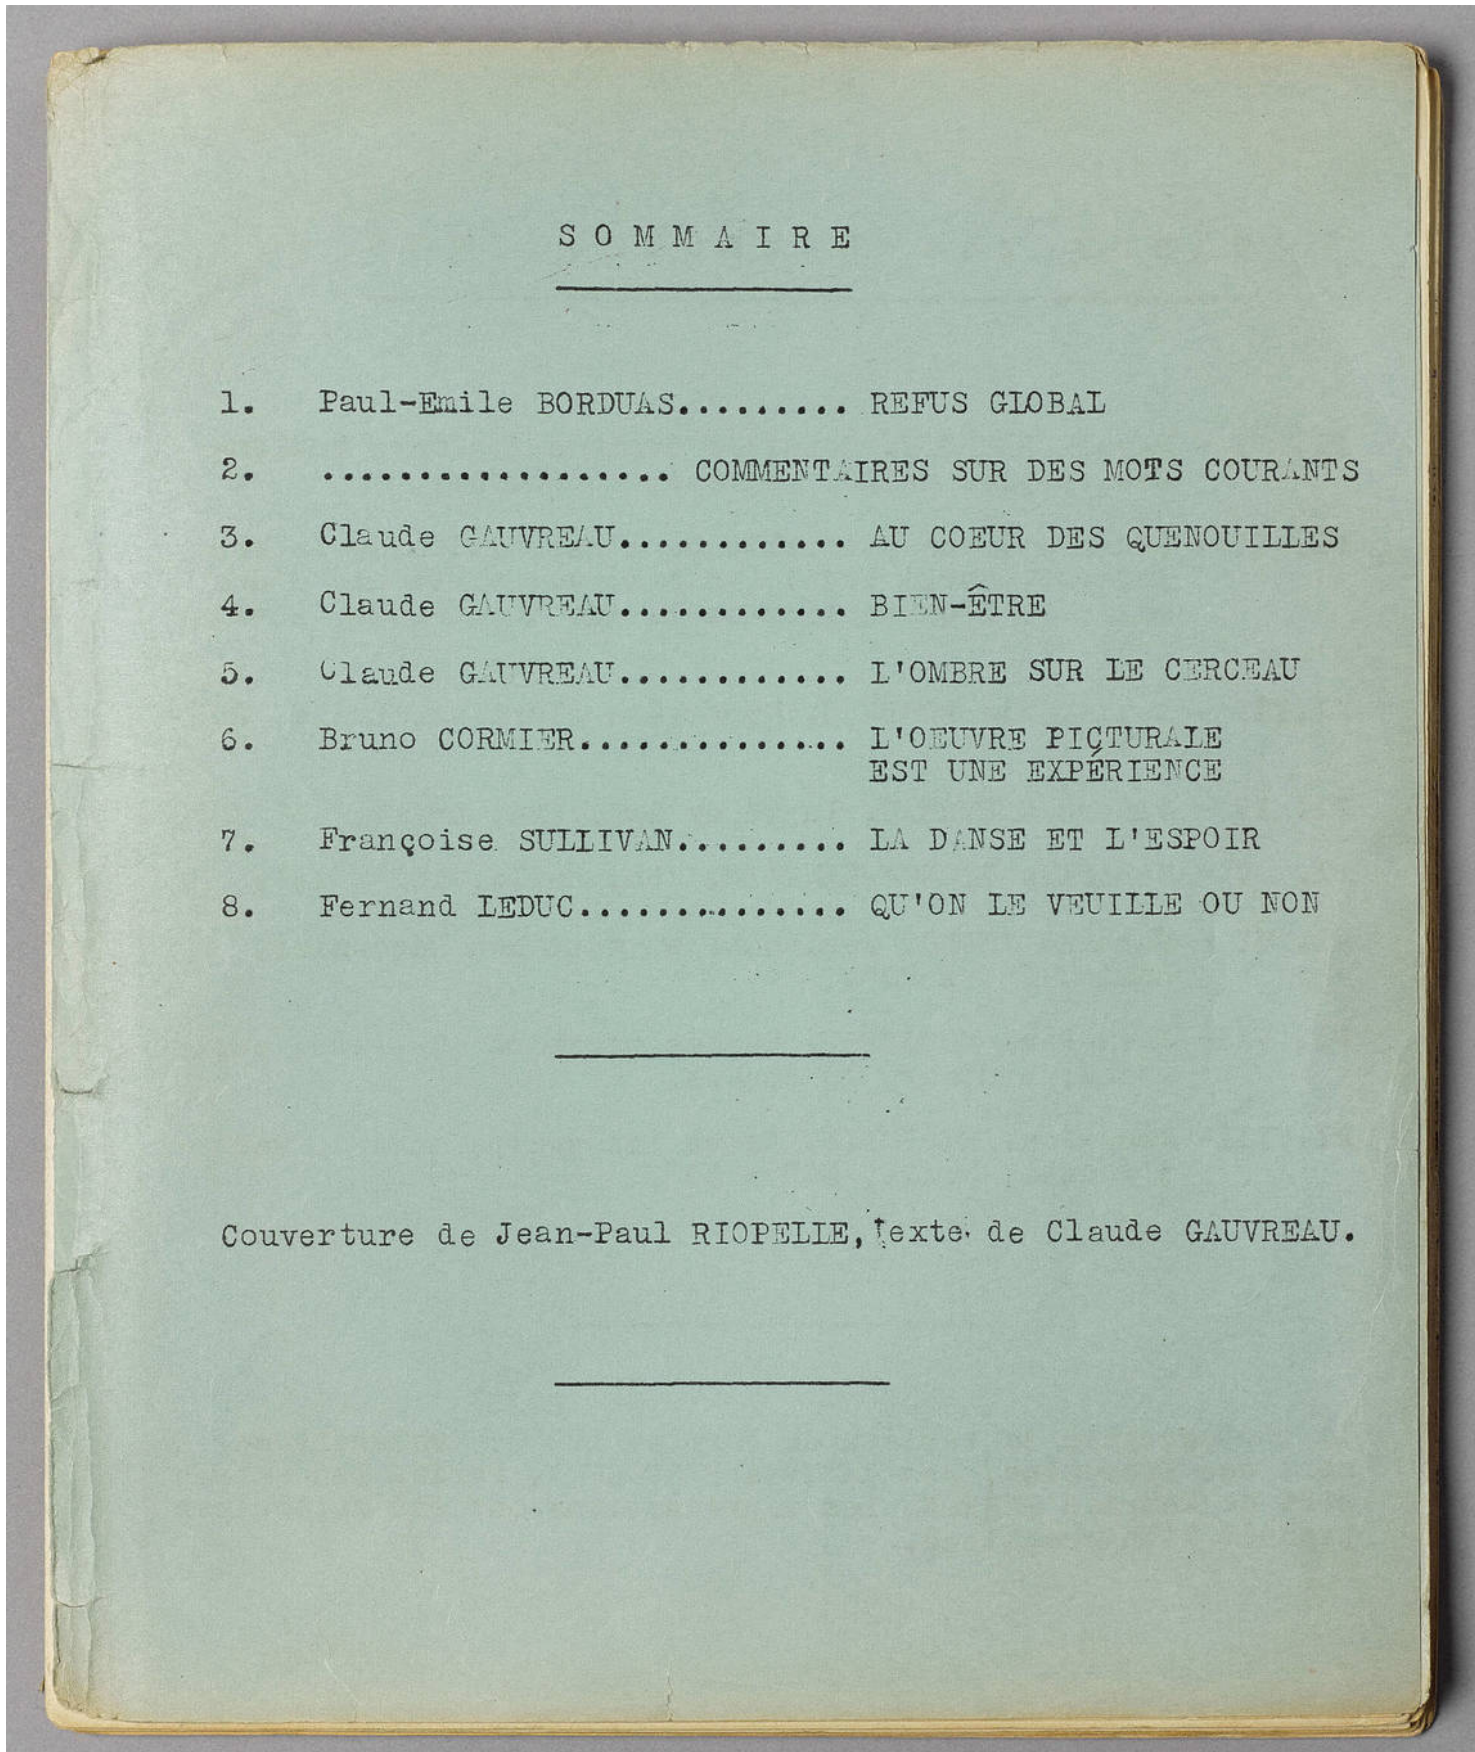 SOMMAIRE
1. Paul-Emile BORDUAS......... REFUS GLOBAL
2. .................. COMMENTAIRES SUR DES MOTS COURANTS
3. Claude GAUVREAU............ AU COEUR DES QUENOUILLES
4. Claude GAUVREAU............ BIEN-ÊTRE
5. Claude GAUVREAU............ L'OMBRE SUR LE CERCEAU
6. Bruno CORMIER.............. L'OEUVRE PICTURALE
EST UNE EXPÉRIENCE
7. Françoise SULLIVAN......... LA DANSE ET L'ESPOIR
8. Fernand LEDUC.............. QU'ON LE VEUILLE OU NON
Couverture de Jean-Paul RIOPELLE, texte de Claude GAUVREAU.